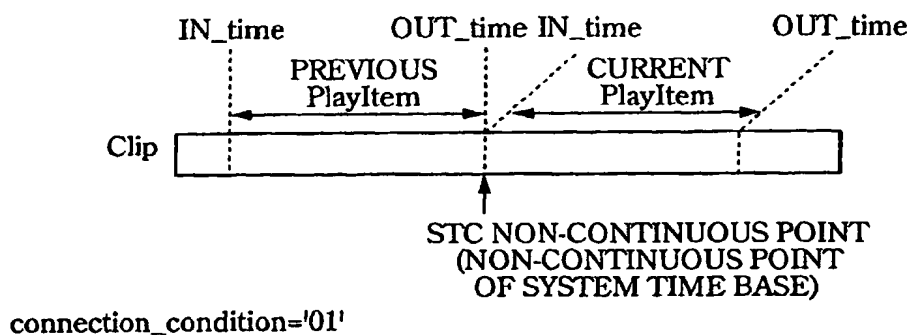 IN_time OUT_time IN_time OUT_time
PREVIOUS
PlayItem
CURRENT
PlayItem
Clip
STC NON-CONTINUOUS POINT
(NON-CONTINUOUS POINT
OF SYSTEM TIME BASE)
connection_condition='01'